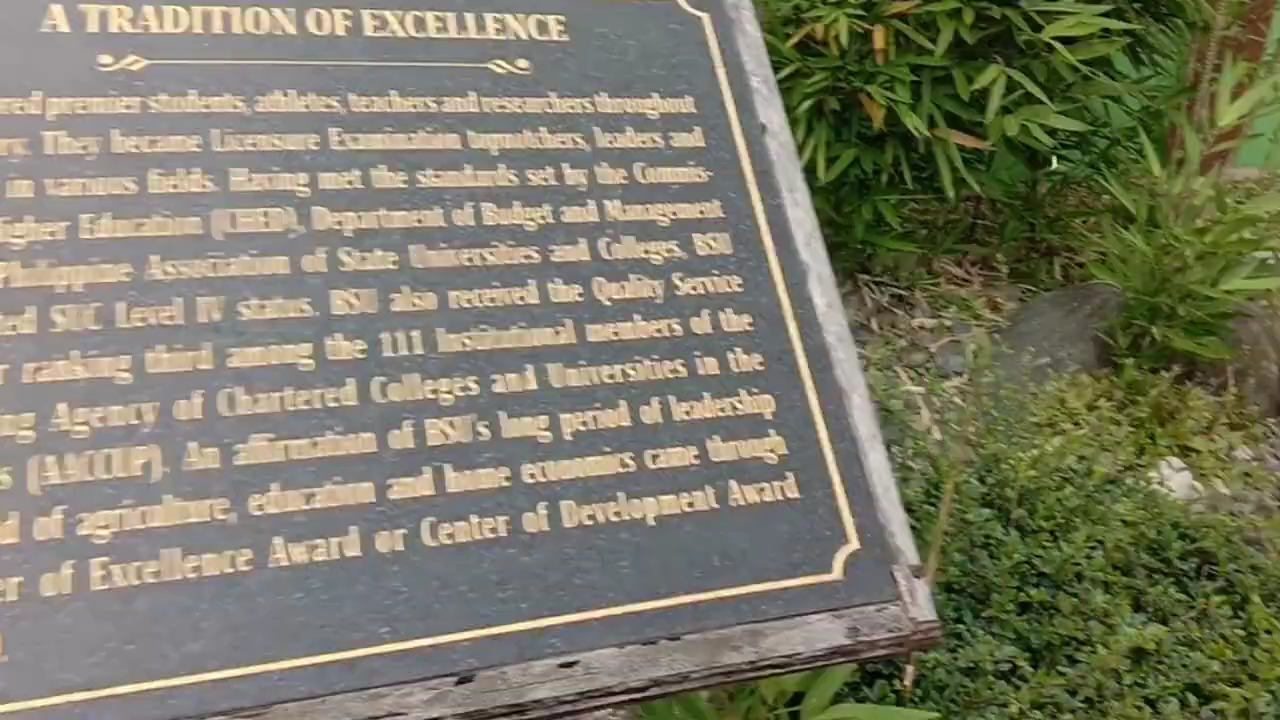 A TRADITION OF EXCELLENCE
premier students, athletes, teachers and researchers throughout
They became Licensure Examination topnotchers, leaders and
in various fields. Having met the standards set by the Commis-
Education (CHED), Department of Budget and Management
Philippine Association of State Universities and Colleges, BSU
SUC Level IV status. BSU also received the Quality Service
ranking third among the 111 Institutional members of the
Agency of Chartered Colleges and Universities in the
(AACCUP). An affirmation of BSU's long period of leadership
of agriculture, education and home economics came through
of Excellence Award or Center of Development Award